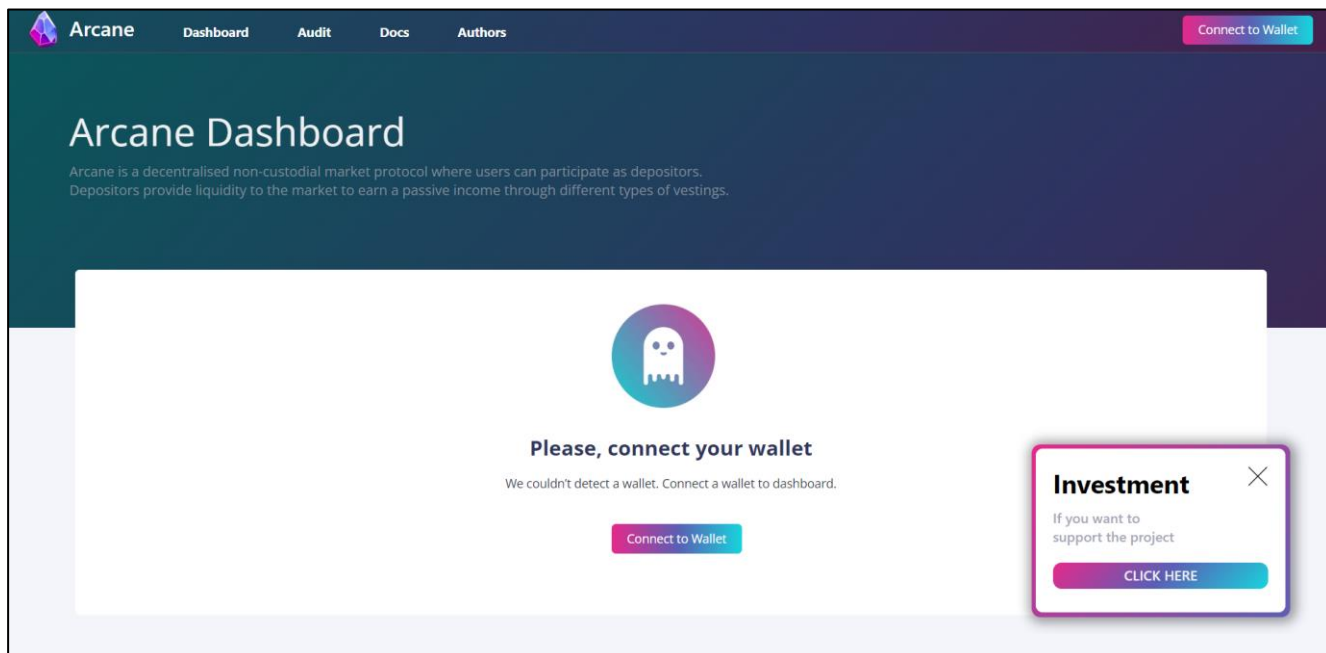 Arcane Dashboard Audit Docs Authors Connect to Wallet
Arcane Dashboard
Arcane is a decentralised non-custodial market protocol where users can participate as depositors.
Depositors provide liquidity to the market to earn a passive income through different types of vestings.
Please, connect your wallet
We couldn't detect a wallet. Connect a wallet to dashboard.
Connect to Wallet
Investment
If you want to
support the project
CLICK HERE